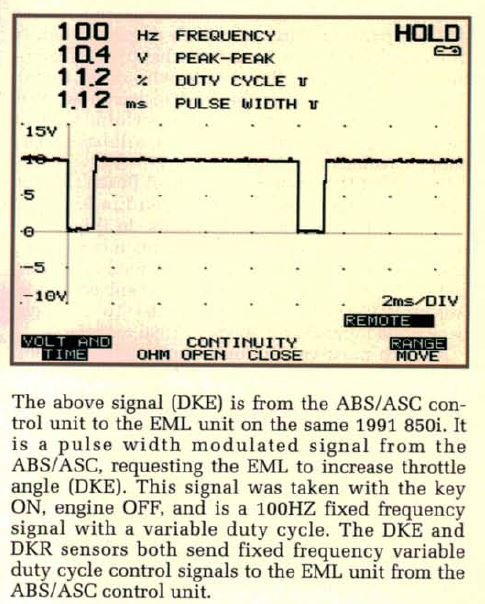 100 Hz FREQUENCY HOLD
10.4 V PEAK-PEAK
11.2 % DUTY CYCLE
1.12 ms PULSE WIDTH
15V
10
5
0
-5
-10V
2ms/DIV
REMOTE
VOLT AND TIME
CONTINUITY
OHM OPEN CLOSE
RANGE
MOVE
The above signal (DKE) is from the ABS/ASC con-
trol unit to the EML unit on the same 1991 850i. It
is a pulse width modulated signal from the
ABS/ASC, requesting the EML to increase throttle
angle (DKE). This signal was taken with the key
ON, engine OFF, and is a 100HZ fixed frequency
signal with a variable duty cycle. The DKE and
DKR sensors both send fixed frequency variable
duty cycle control signals to the EML unit from the
ABS/ASC control unit.